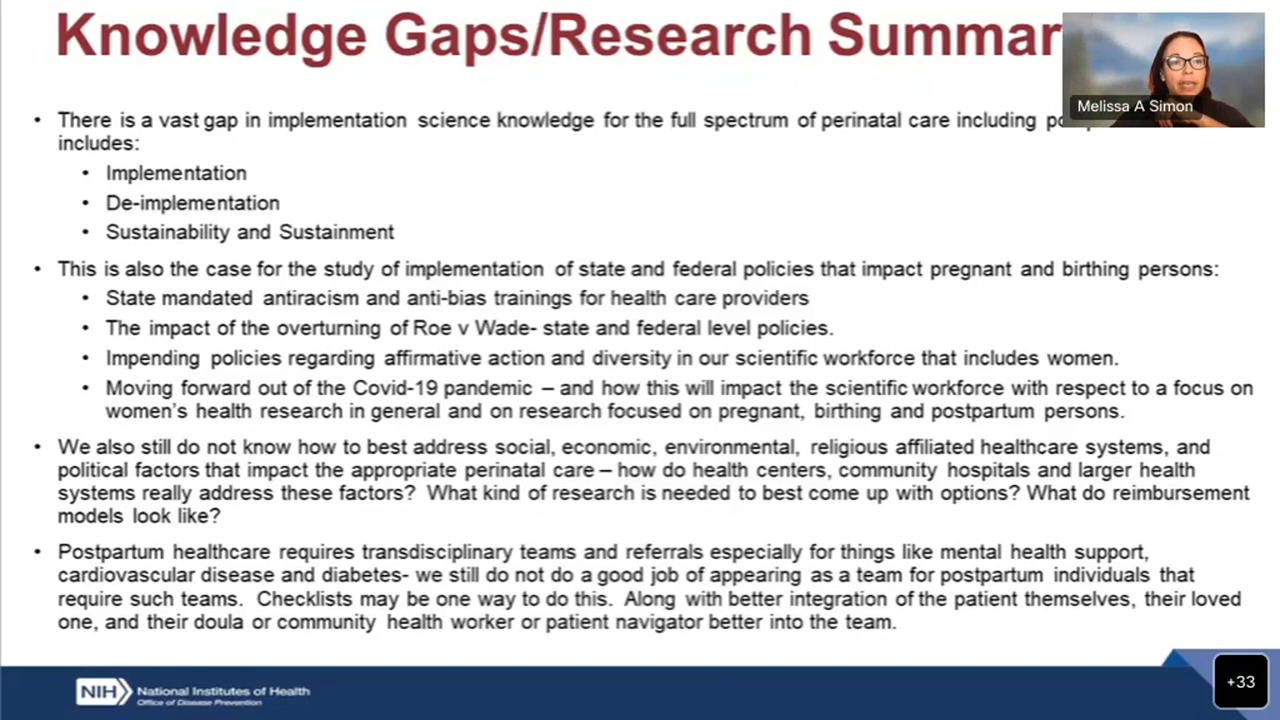 Knowledge Gaps/Research Summar
Melissa A Simon
• There is a vast gap in implementation science knowledge for the full spectrum of perinatal care including
includes:
• Implementation
• De-implementation
• Sustainability and Sustainment
• This is also the case for the study of implementation of state and federal policies that impact pregnant and birthing persons:
• State mandated antiracism and anti-bias trainings for health care providers
• The impact of the overturning of Roe v Wade- state and federal level policies.
• Impending policies regarding affirmative action and diversity in our scientific workforce that includes women.
• Moving forward out of the Covid-19 pandemic – and how this will impact the scientific workforce with respect to a focus on
women's health research in general and on research focused on pregnant, birthing and postpartum persons.
• We also still do not know how to best address social, economic, environmental, religious affiliated healthcare systems, and
political factors that impact the appropriate perinatal care – how do health centers, community hospitals and larger health
systems really address these factors? What kind of research is needed to best come up with options? What do reimbursement
models look like?
• Postpartum healthcare requires transdisciplinary teams and referrals especially for things like mental health support,
cardiovascular disease and diabetes- we still do not do a good job of appearing as a team for postpartum individuals that
require such teams. Checklists may be one way to do this. Along with better integration of the patient themselves, their loved
one, and their doula or community health worker or patient navigator better into the team.
NIH National Institutes of Health
Office of Disease Prevention
+33